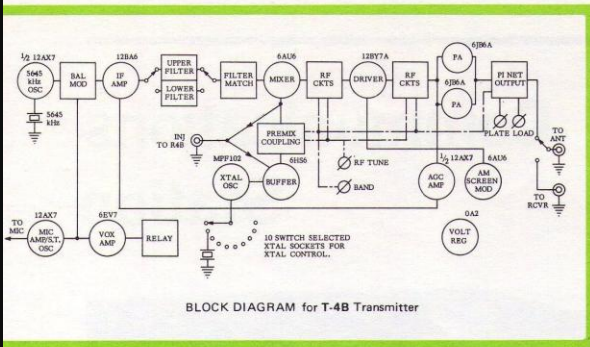 ½ 12AX7
5645
kHz
OSC
5645
kHz
BAL
MOD
12BA6
IF
AMP
UPPER
FILTER
LOWER
FILTER
FILTER
MATCH
6AU6
MIXER
RF
CKTS
12BY7A
DRIVER
RF
CKTS
6JB6A
PA
6JB6A
PA
PI NET
OUTPUT
PLATE LOAD
TO
ANT
TO
RCVR
INJ
TO R4B
PREMIX
COUPLING
MPF102
XTAL
OSC
6HS6
BUFFER
RF TUNE
BAND
½ 12AX7
AGC
AMP
6AU6
AM
SCREEN
MOD
0A2
VOLT
REG
TO
MIC
12AX7
MIC
AMP/S.T.
OSC
6EV7
VOX
AMP
RELAY
10 SWITCH SELECTED
XTAL SOCKETS FOR
XTAL CONTROL.
BLOCK DIAGRAM for T-4B Transmitter